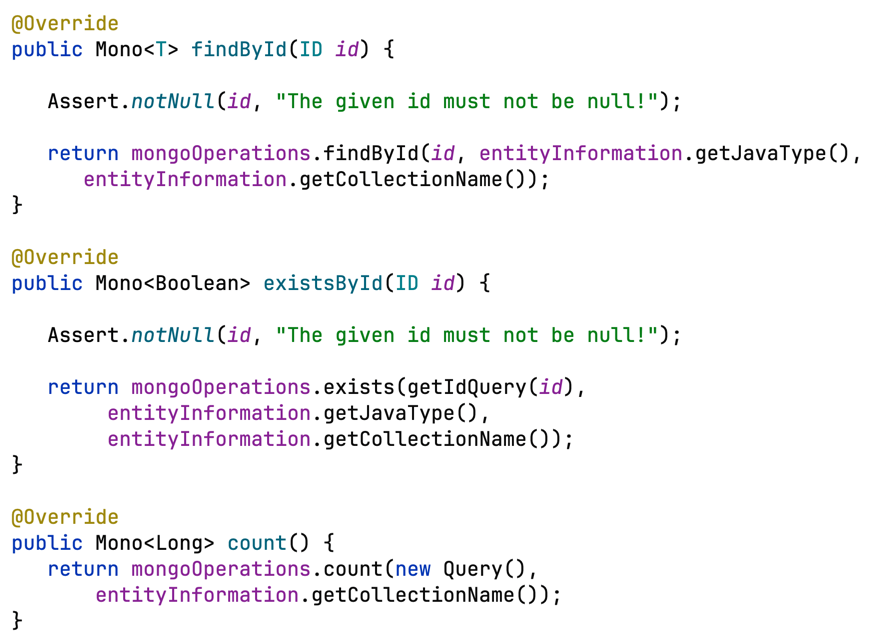 @Override
public Mono<T> findById(ID id) {
Assert.notNull(id, "The given id must not be null!");
return mongoOperations.findById(id, entityInformation.getJavaType(),
entityInformation.getCollectionName());
}
@Override
public Mono<Boolean> existsById(ID id) {
Assert.notNull(id, "The given id must not be null!");
return mongoOperations.exists(getIdQuery(id),
entityInformation.getJavaType(),
entityInformation.getCollectionName());
}
@Override
public Mono<Long> count() {
return mongoOperations.count(new Query(),
entityInformation.getCollectionName());
}